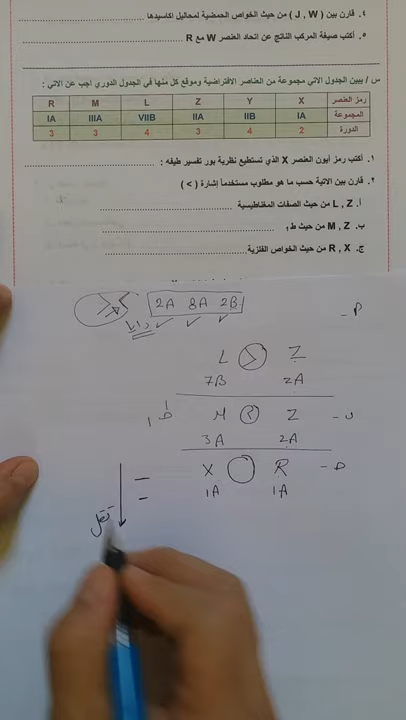 ٤. قارن بين ( J , W ) من حيث الخواص الحمضية لمحاليل اكاسيدها
٥. أكتب صيغة المركب الناتج عن اتحاد العنصر W مع R
س / يبين الجدول الاتي مجموعة من العناصر الافتراضية وموقع كل منها في الجدول الدوري اجب عن الاتي :
رمز العنصر X Y Z L M R
المجموعة IA IIB IIA VIIB IIIA IA
الدورة 2 4 3 4 3 3
١. أكتب رمز أيون العنصر X الذي تستطيع نظرية بور تفسير طيفه :
٢. قارن بين الاتية حسب ما هو مطلوب مستخدماً إشارة ( > )
أ. L , Z من حيث الصفات المغناطيسية
ب. M , Z من حيث ط١
ج. R , X من حيث الخواص الفلزية
2A 8A 2B
L > Z
7B 2A
M Z
3A 2A
X R
1A 1A
تقل